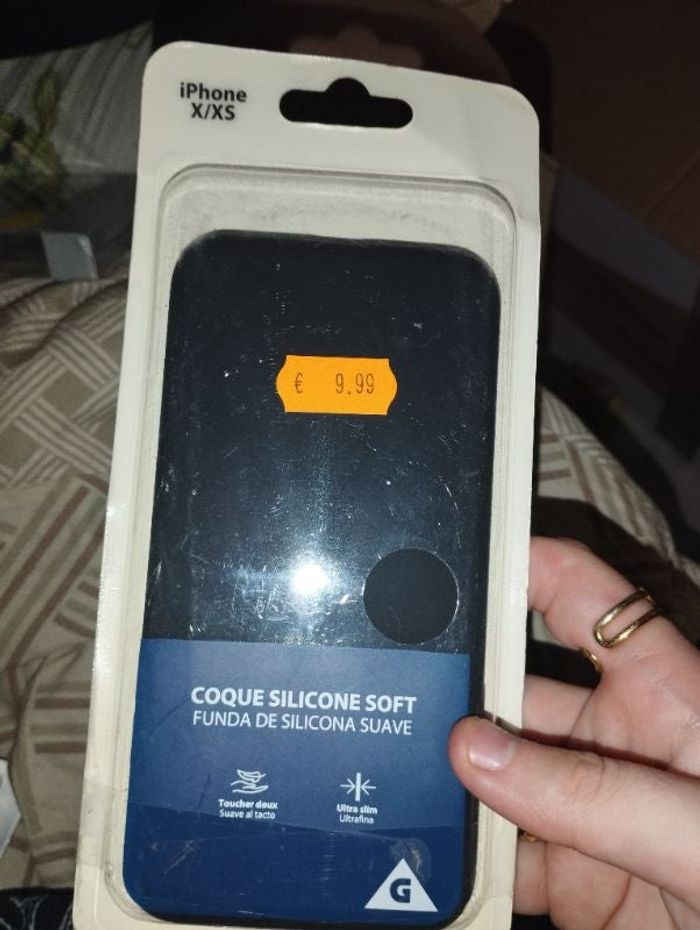 iPhone
X/XS
€ 9.99
COQUE SILICONE SOFT
FUNDA DE SILICONA SUAVE
Toucher doux
Suave al tacto
Ultra slim
Ultrafina
G